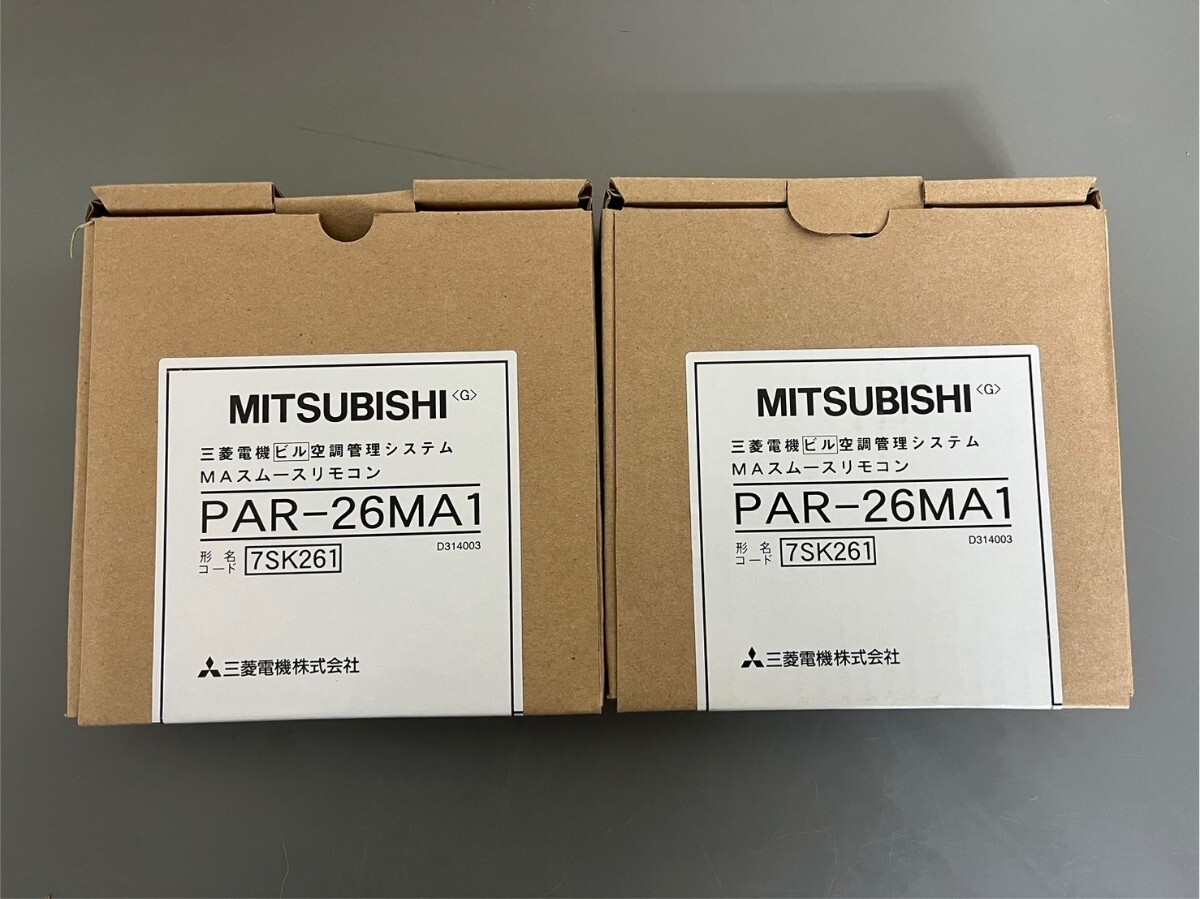 MITSUBISHI <G>
三菱電機ビル空調管理システム
MAスムースリモコン
PAR-26MA1
D314003
形名
コード 7SK261
三菱電機株式会社
MITSUBISHI <G>
三菱電機ビル空調管理システム
MAスムースリモコン
PAR-26MA1
D314003
形名
コード 7SK261
三菱電機株式会社